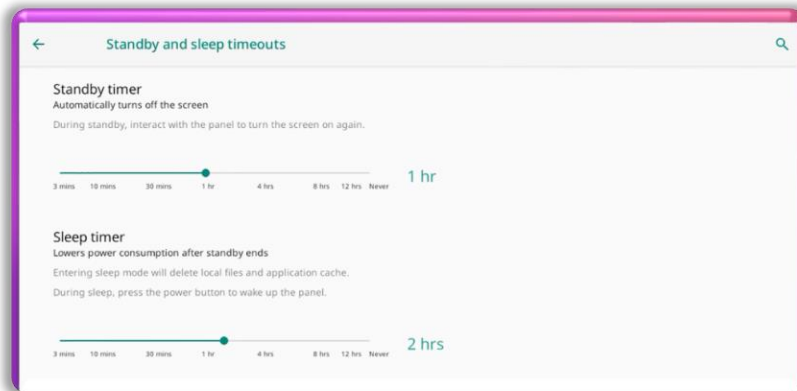 Standby and sleep timeouts
Standby timer
Automatically turns off the screen
During standby, interact with the panel to turn the screen on again.
1 hr
3 mins 10 mins 30 mins 1 hr 4 hrs 8 hrs 12 hrs Never
Sleep timer
Lowers power consumption after standby ends
Entering sleep mode will delete local files and application cache.
During sleep, press the power button to wake up the panel.
2 hrs
3 mins 10 mins 30 mins 1 hr 4 hrs 8 hrs 12 hrs Never